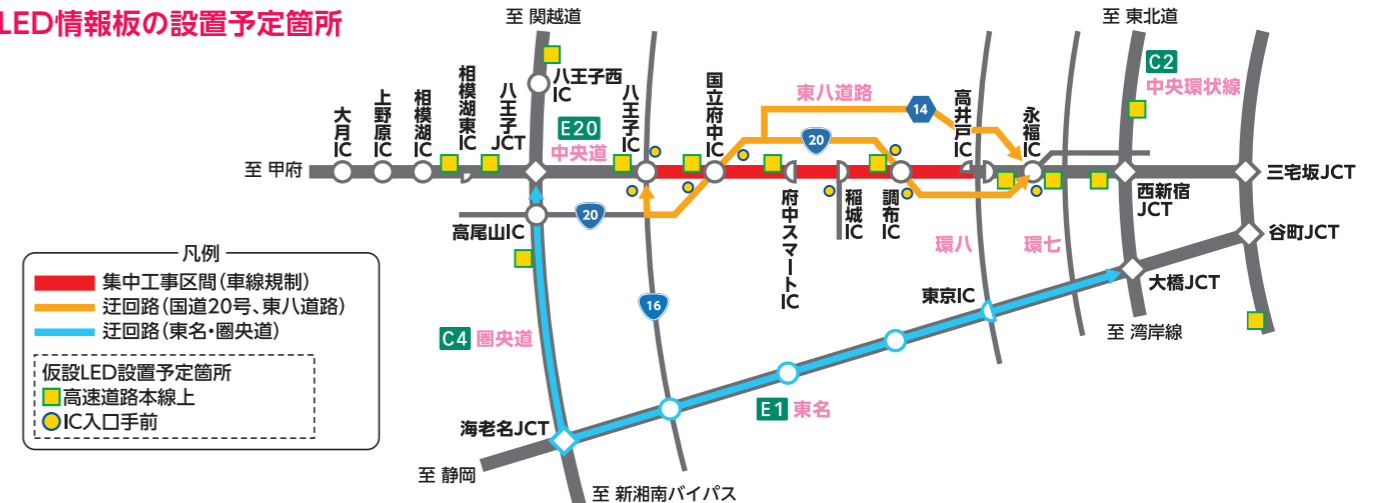 LED情報板の設置予定箇所
至 関越道
至 東北道
C2
中央環状線
八王子西
IC
大月IC
上野原IC
相模湖IC
相模湖東IC
八王子JCT
E20
中央道
八王子IC
国立府中IC
東八道路
14
20
高井戸IC
永福IC
至 甲府
三宅坂JCT
西新宿
JCT
府中スマートIC
稲城IC
調布IC
高尾山IC
20
環八
環七
谷町JCT
大橋JCT
東京IC
至 湾岸線
16
C4 圏央道
E1 東名
海老名JCT
至 静岡
至 新湘南バイパス
凡例
集中工事区間(車線規制)
迂回路(国道20号、東八道路)
迂回路(東名・圏央道)
仮設LED設置予定箇所
高速道路本線上
IC入口手前